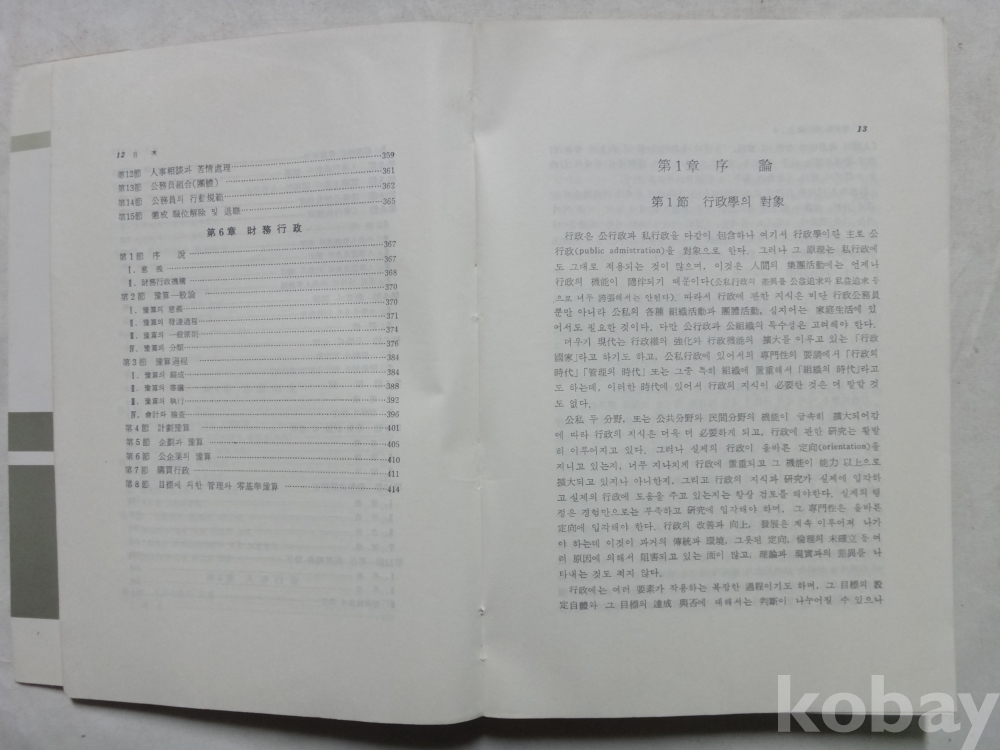 12 目 次
第12節 人事相談과 苦情處理 359
第13節 公務員組合(團體) 361
第14節 公務員의 行動規範 362
第15節 懲戒 職位解除 및 退職 365
第6章 財務行政
第1節 序 說 367
Ⅰ. 意 義 367
Ⅱ. 財務行政機構 368
第2節 豫算一般論 370
Ⅰ. 豫算의 意義 370
Ⅱ. 豫算의 發達過程 371
Ⅲ. 豫算의 一般原則 374
Ⅳ. 豫算의 分類 376
第3節 豫算過程 384
Ⅰ. 豫算의 編成 384
Ⅱ. 豫算의 審議 388
Ⅲ. 豫算의 執行 392
Ⅳ. 會計와 檢査 396
第4節 計劃豫算 401
第5節 企劃과 豫算 405
第6節 公企業의 豫算 410
第7節 購買行政 411
第8節 目標에 의한 管理과 零基準豫算 414
13
第1章 序 論
第1節 行政學의 對象
行政은 公行政과 私行政을 다같이 包含하나 여기서 行政學이란 主로 公
行政(public admistration)을 對象으로 한다. 그러나 그 原理는 私行政에
도 그대로 적용되는 것이 많으며, 이것은 人間의 集團活動에는 언제나
行政의 機能이 隨伴되기 때문이다(公私行政의 差異를 公益追求와 私益追求 등
으로 너무 誇張해서는 안된다). 따라서 行政에 관한 지식은 비단 行政公務員
뿐만 아니라 公私의 各種 組織活動과 團體活動, 심지어는 家庭生活에 있
어서도 필요한 것이다. 다만 公行政과 公組織의 특수성은 고려해야 한다.
더우기 現代는 行政權의 強化와 行政機能의 擴大를 이루고 있는 「行政
國家」라고 하기도 하고, 公私行政에 있어서의 專門性의 要請에서 「行政의
時代」「管理의 時代」 또는 그중 특히 組織에 置重해서 「組織의 時代」라고
도 하는데, 이러한 時代에 있어서 行政의 지식이 必要한 것은 더 말할 것
도 없다.
公私 두 分野, 또는 公共分野와 民間分野의 機能이 급속히 擴大되어감
에 따라 行政의 지식은 더욱 더 必要하게 되고, 行政에 관한 研究는 활발
히 이루어지고 있다. 그러나 실제의 行政이 올바른 定向(orientation)을
지니고 있는지, 너무 지나치게 行政에 置重되고 그 機能이 能力 以上으로
擴大되고 있지나 아니한지, 그리고 行政의 지식과 研究가 실제에 입각하
고 실제의 行政에 도움을 주고 있는지는 항상 검토를 해야한다. 실제의 行
定은 경험만으로는 부족하고 研究에 입각해야 하며, 그 專門性은 올바른
定向에 입각해야 한다. 行政의 改善과 向上, 發展은 계속 이루어져 나가
야 하는데 이것이 과거의 傳統과 環境, 그릇된 定向, 倫理의 未確立 등 여
러 原因에 의해서 阻害되고 있는 面이 많고, 理論과 現實과의 差異를 나
타내는 것도 적지 않다.
行政에는 여러 要素가 작용하는 복잡한 過程이기도 하며, 그 目標의 設
定自體와 그 目標의 達成 與否에 대해서는 判斷이 나누어질 수 있으나
kobay